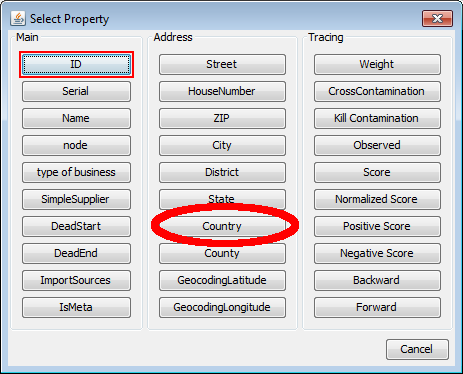 Select Property
Main
ID
Serial
Name
node
type of business
SimpleSupplier
DeadStart
DeadEnd
ImportSources
IsMeta
Address
Street
HouseNumber
ZIP
City
District
State
Country
County
GeocodingLatitude
GeocodingLongitude
Tracing
Weight
CrossContamination
Kill Contamination
Observed
Score
Normalized Score
Positive Score
Negative Score
Backward
Forward
Cancel